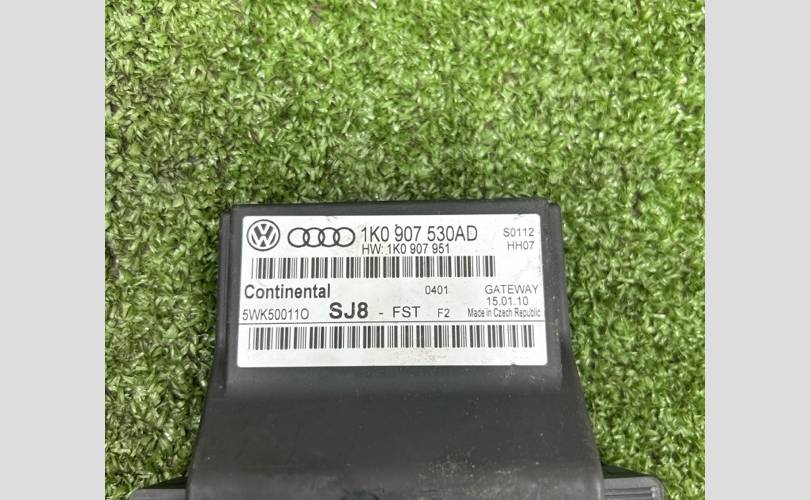 1K0 907 530AD S0112
HW: 1K0 907 951 HH07
Continental 0401 GATEWAY
15.01.10
5WK50011O SJ8 - FST F2 Made in Czech Republic